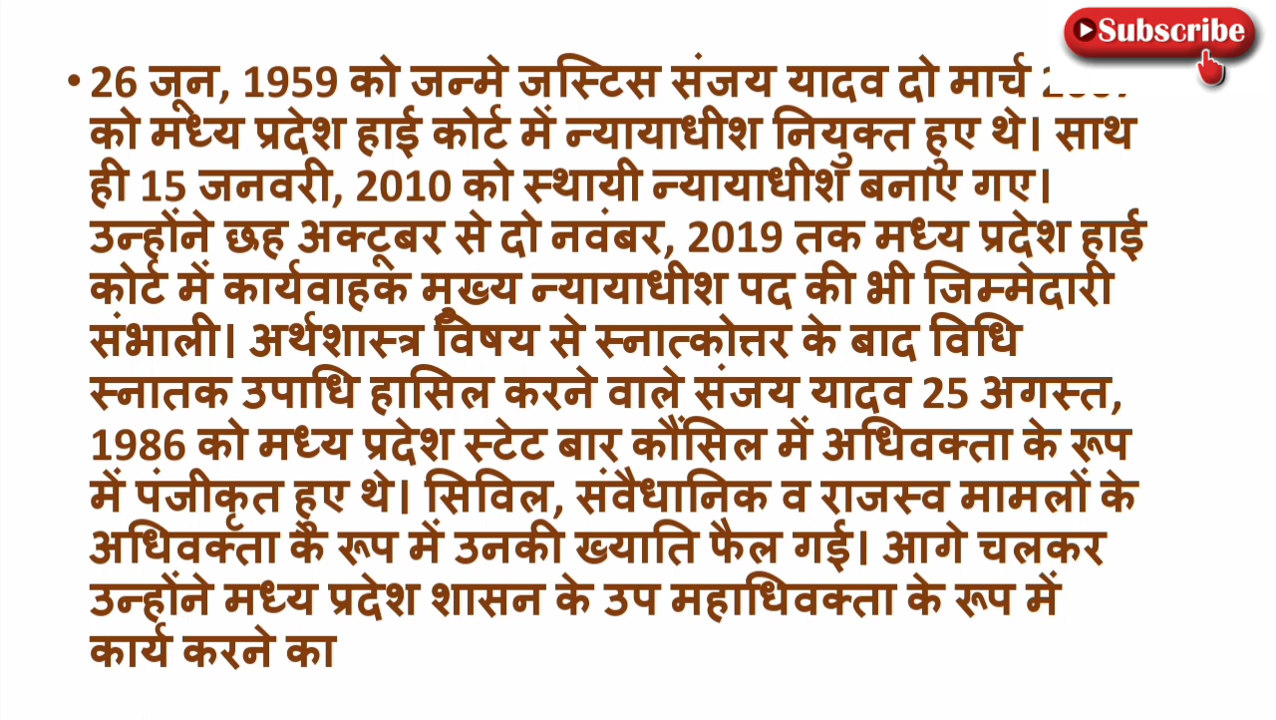 Subscribe
• 26 जून, 1959 को जन्मे जस्टिस संजय यादव दो मार्च
को मध्य प्रदेश हाई कोर्ट में न्यायाधीश नियुक्त हुए थे। साथ
ही 15 जनवरी, 2010 को स्थायी न्यायाधीश बनाए गए।
उन्होंने छह अक्टूबर से दो नवंबर, 2019 तक मध्य प्रदेश हाई
कोर्ट में कार्यवाहक मुख्य न्यायाधीश पद की भी जिम्मेदारी
संभाली। अर्थशास्त्र विषय से स्नात्कोत्तर के बाद विधि
स्नातक उपाधि हासिल करने वाले संजय यादव 25 अगस्त,
1986 को मध्य प्रदेश स्टेट बार कौंसिल में अधिवक्ता के रूप
में पंजीकृत हुए थे। सिविल, संवैधानिक व राजस्व मामलों के
अधिवक्ता के रूप में उनकी ख्याति फैल गई। आगे चलकर
उन्होंने मध्य प्रदेश शासन के उप महाधिवक्ता के रूप में
कार्य करने का